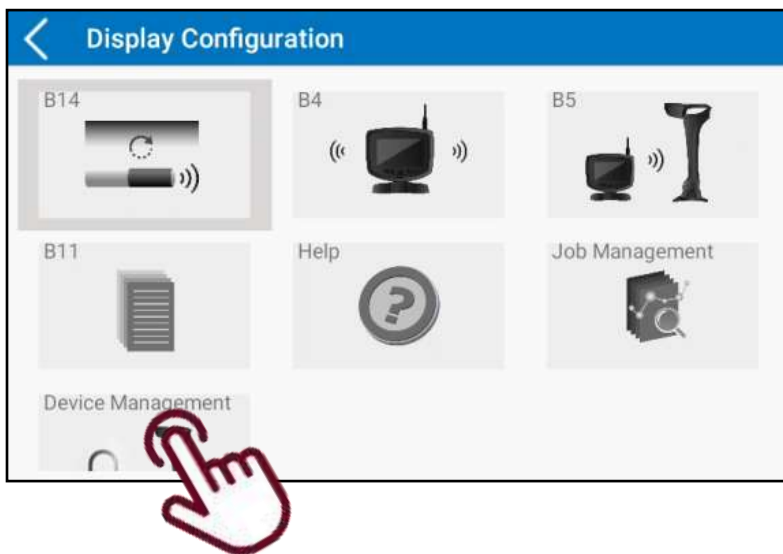 Display Configuration
B14
B4
B5
B11
Help
Job Management
Device Management